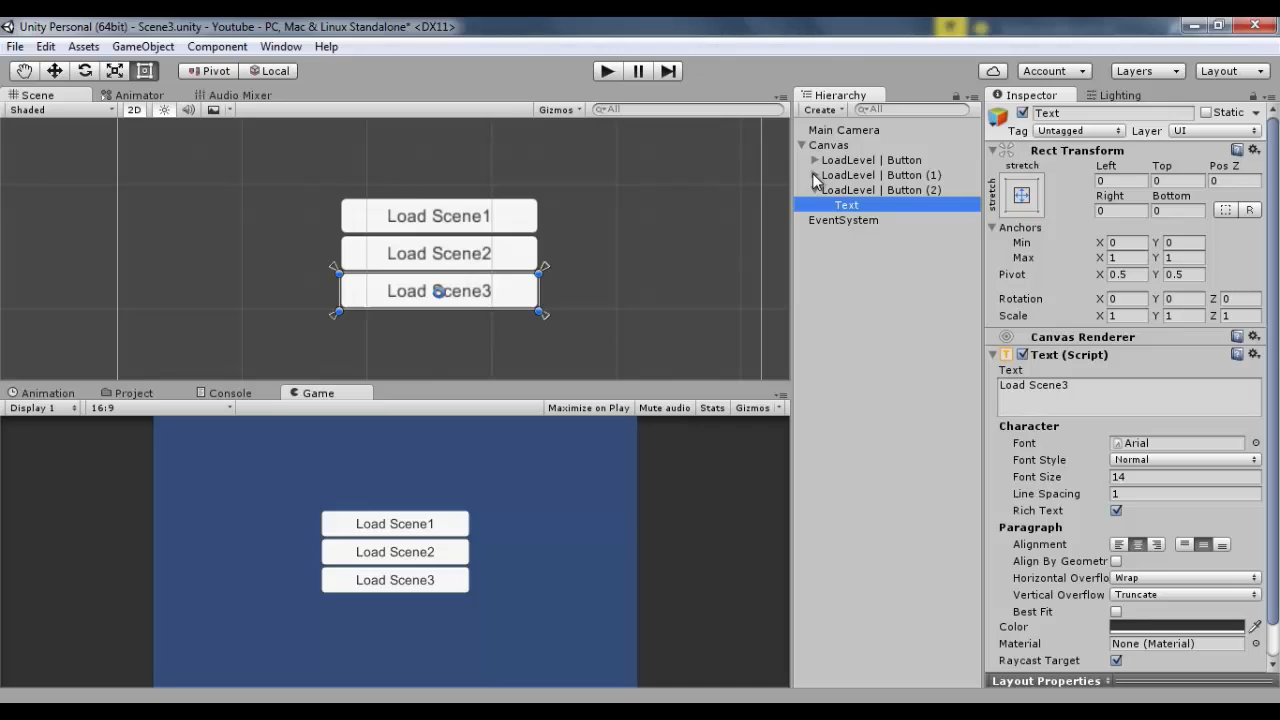 Unity Personal (64bit) - Scene3.unity - Youtube - PC, Mac & Linux Standalone* <DX11>
File Edit Assets GameObject Component Window Help
Pivot Local Account Layers Layout
Scene Animator Audio Mixer
Shaded 2D Gizmos All
Load Scene1
Load Scene2
Load Scene3
Animation Project Console Game
Display 1 16:9 Maximize on Play Mute audio Stats Gizmos
Load Scene1
Load Scene2
Load Scene3
Hierarchy
Create All
Main Camera
Canvas
LoadLevel | Button
LoadLevel | Button (1)
LoadLevel | Button (2)
Text
EventSystem
Inspector Lighting
Text Static
Tag Untagged Layer UI
Rect Transform
stretch Left Top Pos Z
stretch 0 0 0
Right Bottom
0 0 R
Anchors
Min X 0 Y 0
Max X 1 Y 1
Pivot X 0.5 Y 0.5
Rotation X 0 Y 0 Z 0
Scale X 1 Y 1 Z 1
Canvas Renderer
T Text (Script)
Text
Load Scene3
Character
Font Arial
Font Style Normal
Font Size 14
Line Spacing 1
Rich Text
Paragraph
Alignment
Align By Geometr
Horizontal Overflo Wrap
Vertical Overflow Truncate
Best Fit
Color
Material None (Material)
Raycast Target
Layout Properties